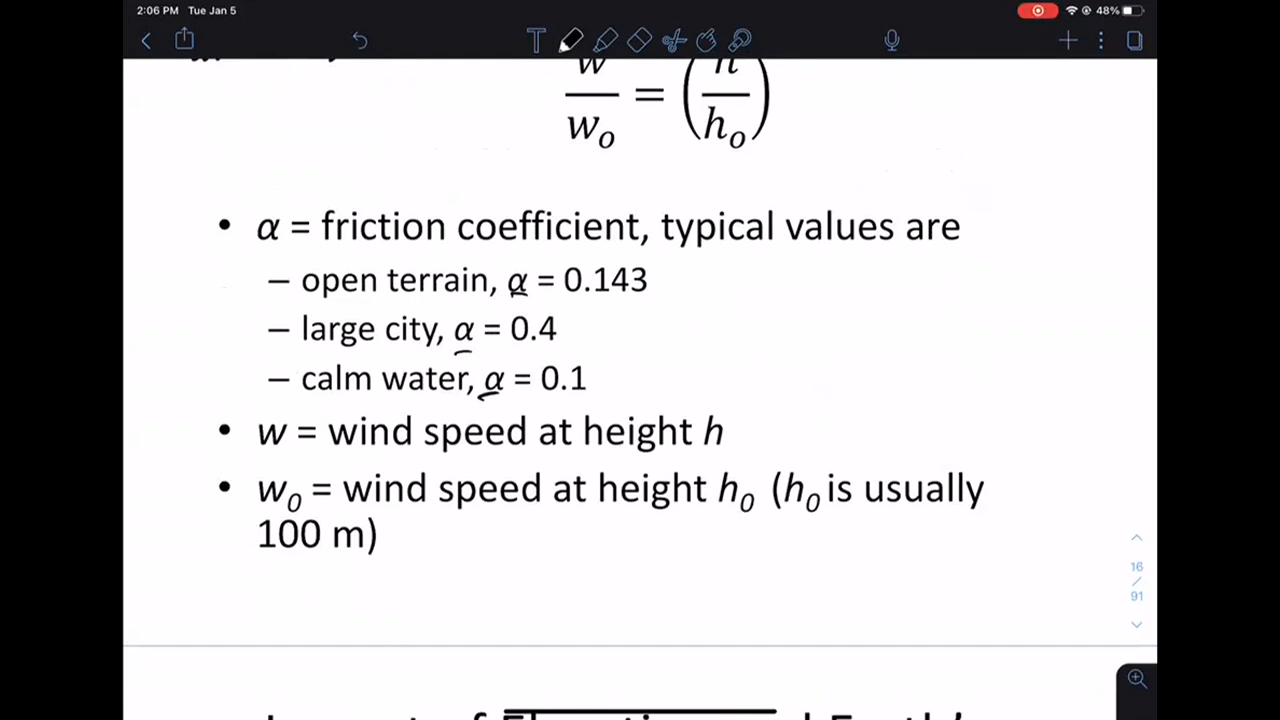 2:06 PM Tue Jan 5
48%
T
w
w₀ = (h/h₀)
• α = friction coefficient, typical values are
– open terrain, α = 0.143
– large city, α = 0.4
– calm water, α = 0.1
• w = wind speed at height h
• w₀ = wind speed at height h₀ (h₀ is usually
100 m)
16
/
91